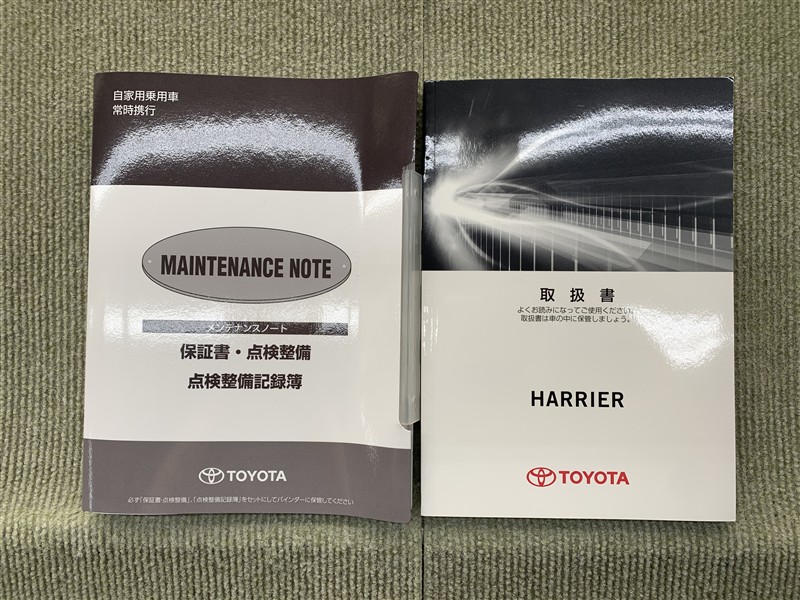 自家用乗用車
常時携行
MAINTENANCE NOTE
メンテナンスノート
保証書・点検整備
点検整備記録簿
TOYOTA
必ず「保証書・点検整備」、「点検整備記録簿」をセットにしてバインダーに保管してください
取扱書
よくお読みになってご使用ください。
取扱書は車の中に保管しましょう。
HARRIER
TOYOTA